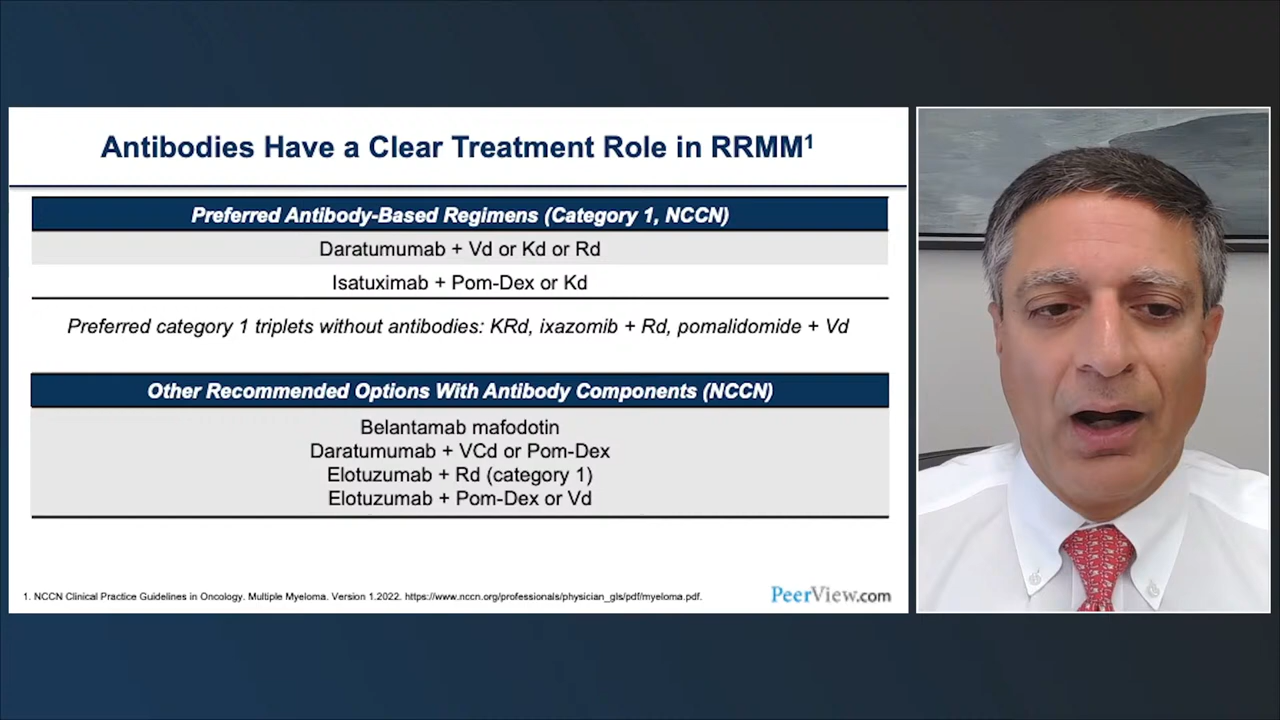 Antibodies Have a Clear Treatment Role in RRMM¹
Preferred Antibody-Based Regimens (Category 1, NCCN)
Daratumumab + Vd or Kd or Rd
Isatuximab + Pom-Dex or Kd
Preferred category 1 triplets without antibodies: KRd, ixazomib + Rd, pomalidomide + Vd
Other Recommended Options With Antibody Components (NCCN)
Belantamab mafodotin
Daratumumab + VCd or Pom-Dex
Elotuzumab + Rd (category 1)
Elotuzumab + Pom-Dex or Vd
1. NCCN Clinical Practice Guidelines in Oncology. Multiple Myeloma. Version 1.2022. https://www.nccn.org/professionals/physician_gls/pdf/myeloma.pdf.
PeerView.com